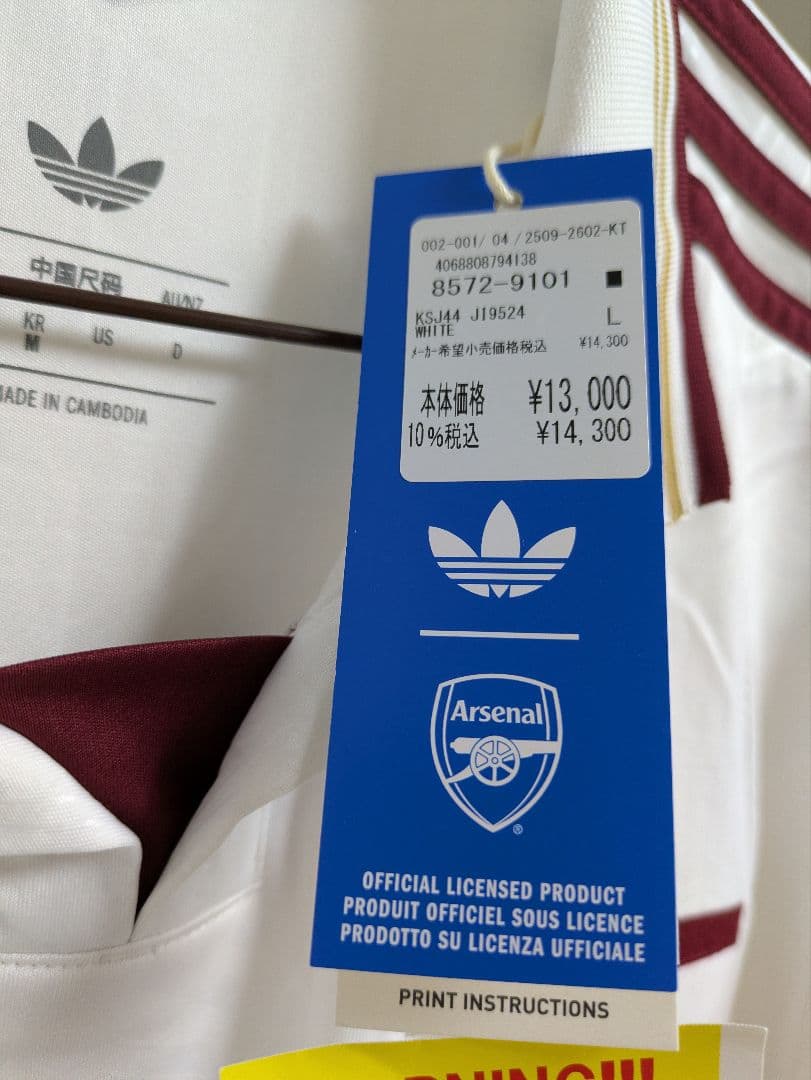 中国尺码
AU/NZ
KR
US
D
M
MADE IN CAMBODIA
002-001/ 04 / 2509-2602-KT
4068808794138
8572-9101 ■
KSJ44 JI9524 L
WHITE
メーカー希望小売価格税込 ¥14,300
本体価格 ¥13,000
10%税込 ¥14,300
Arsenal
®
OFFICIAL LICENSED PRODUCT
PRODUIT OFFICIEL SOUS LICENCE
PRODOTTO SU LICENZA UFFICIALE
PRINT INSTRUCTIONS